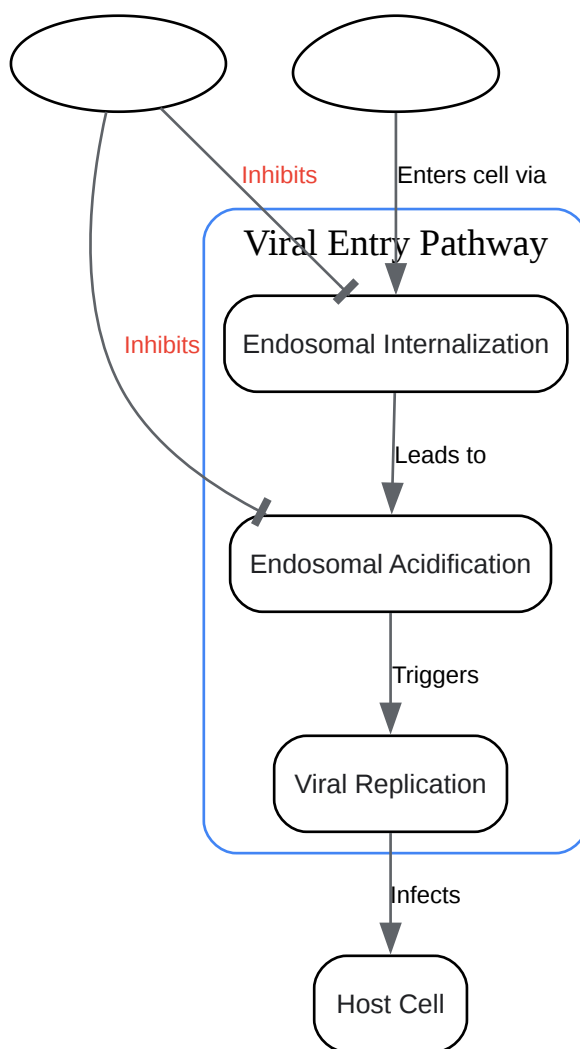 Inhibits
Enters cell via
Viral Entry Pathway
Endosomal Internalization
Inhibits
Leads to
Endosomal Acidification
Triggers
Viral Replication
Infects
Host Cell